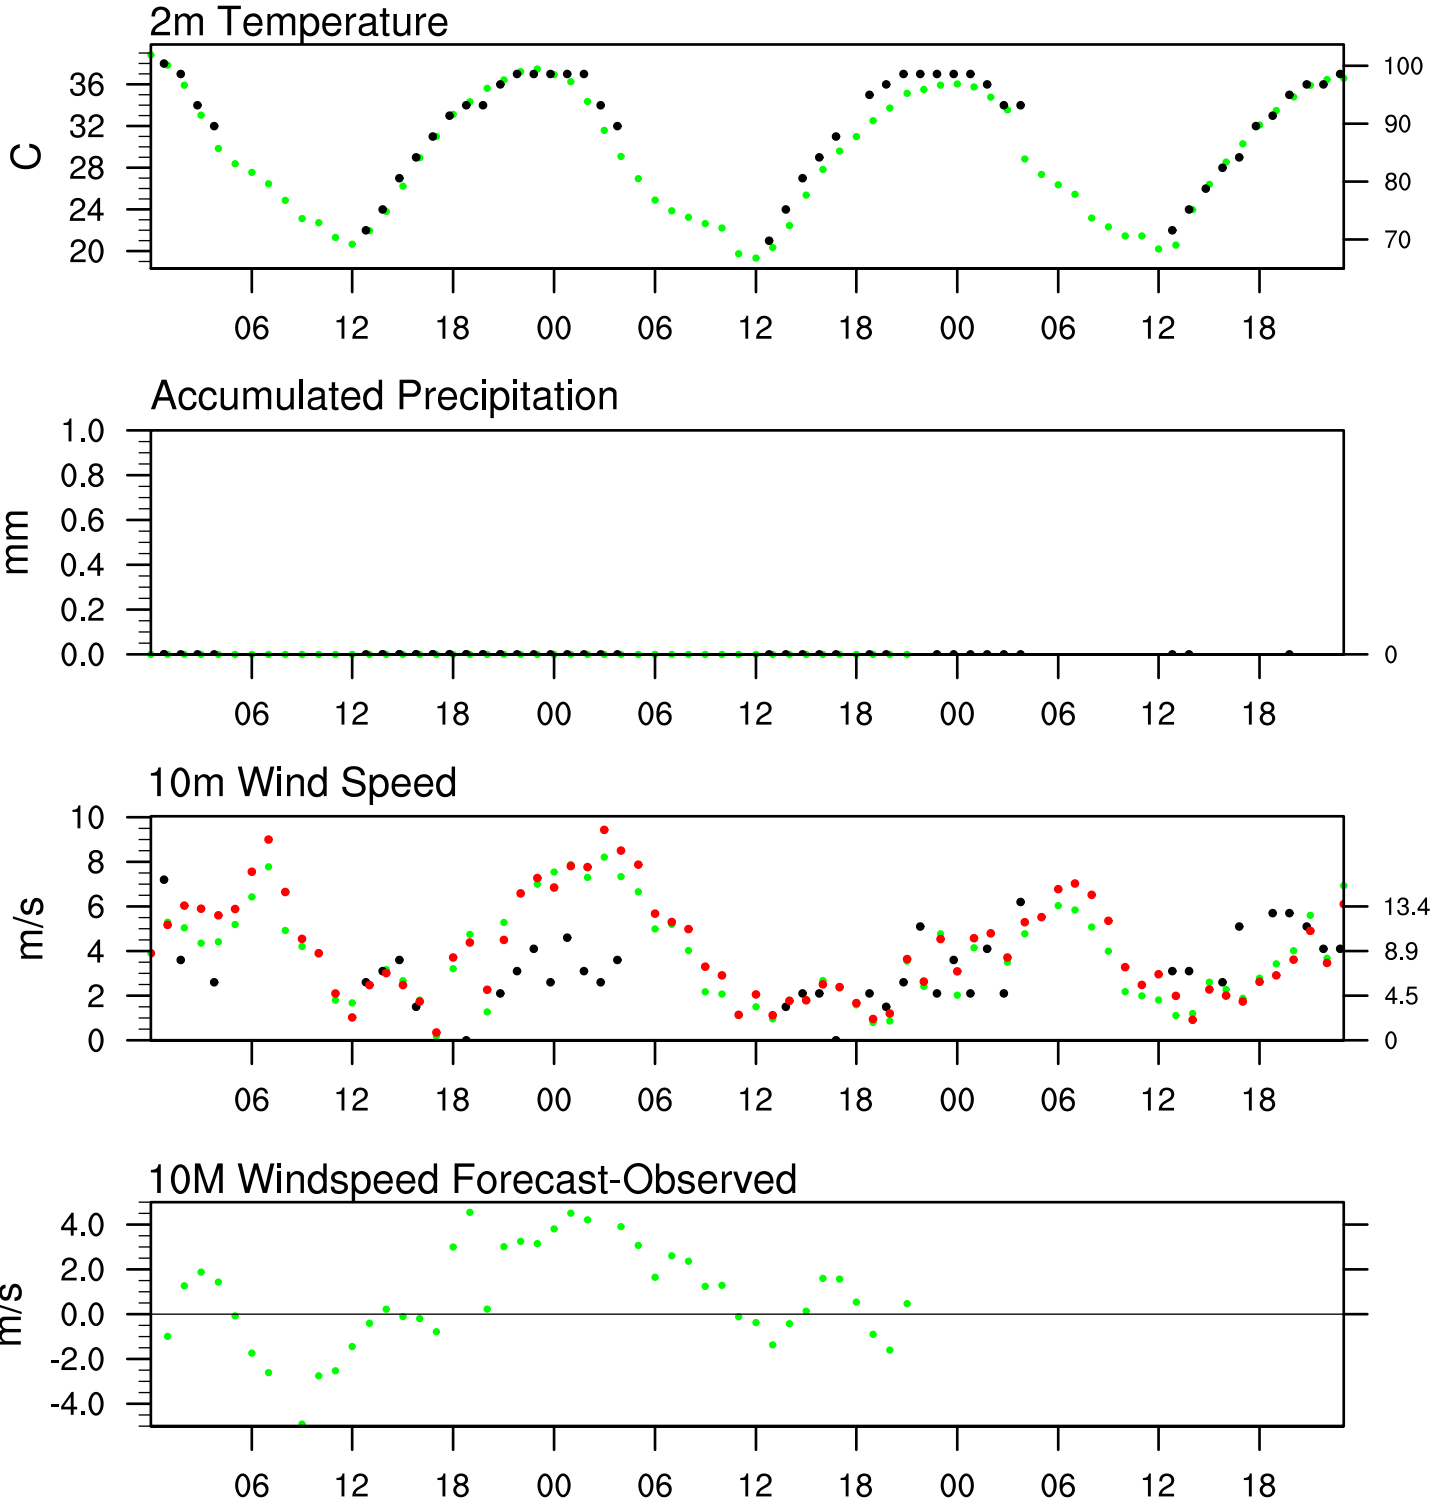 2m Temperature
C
36
32
28
24
20
100
90
80
70
06 12 18 00 06 12 18 00 06 12 18
Accumulated Precipitation
mm
1.0
0.8
0.6
0.4
0.2
0.0
0
06 12 18 00 06 12 18 00 06 12 18
10m Wind Speed
m/s
10
8
6
4
2
0
13.4
8.9
4.5
0
06 12 18 00 06 12 18 00 06 12 18
10M Windspeed Forecast-Observed
m/s
4.0
2.0
0.0
-2.0
-4.0
06 12 18 00 06 12 18 00 06 12 18